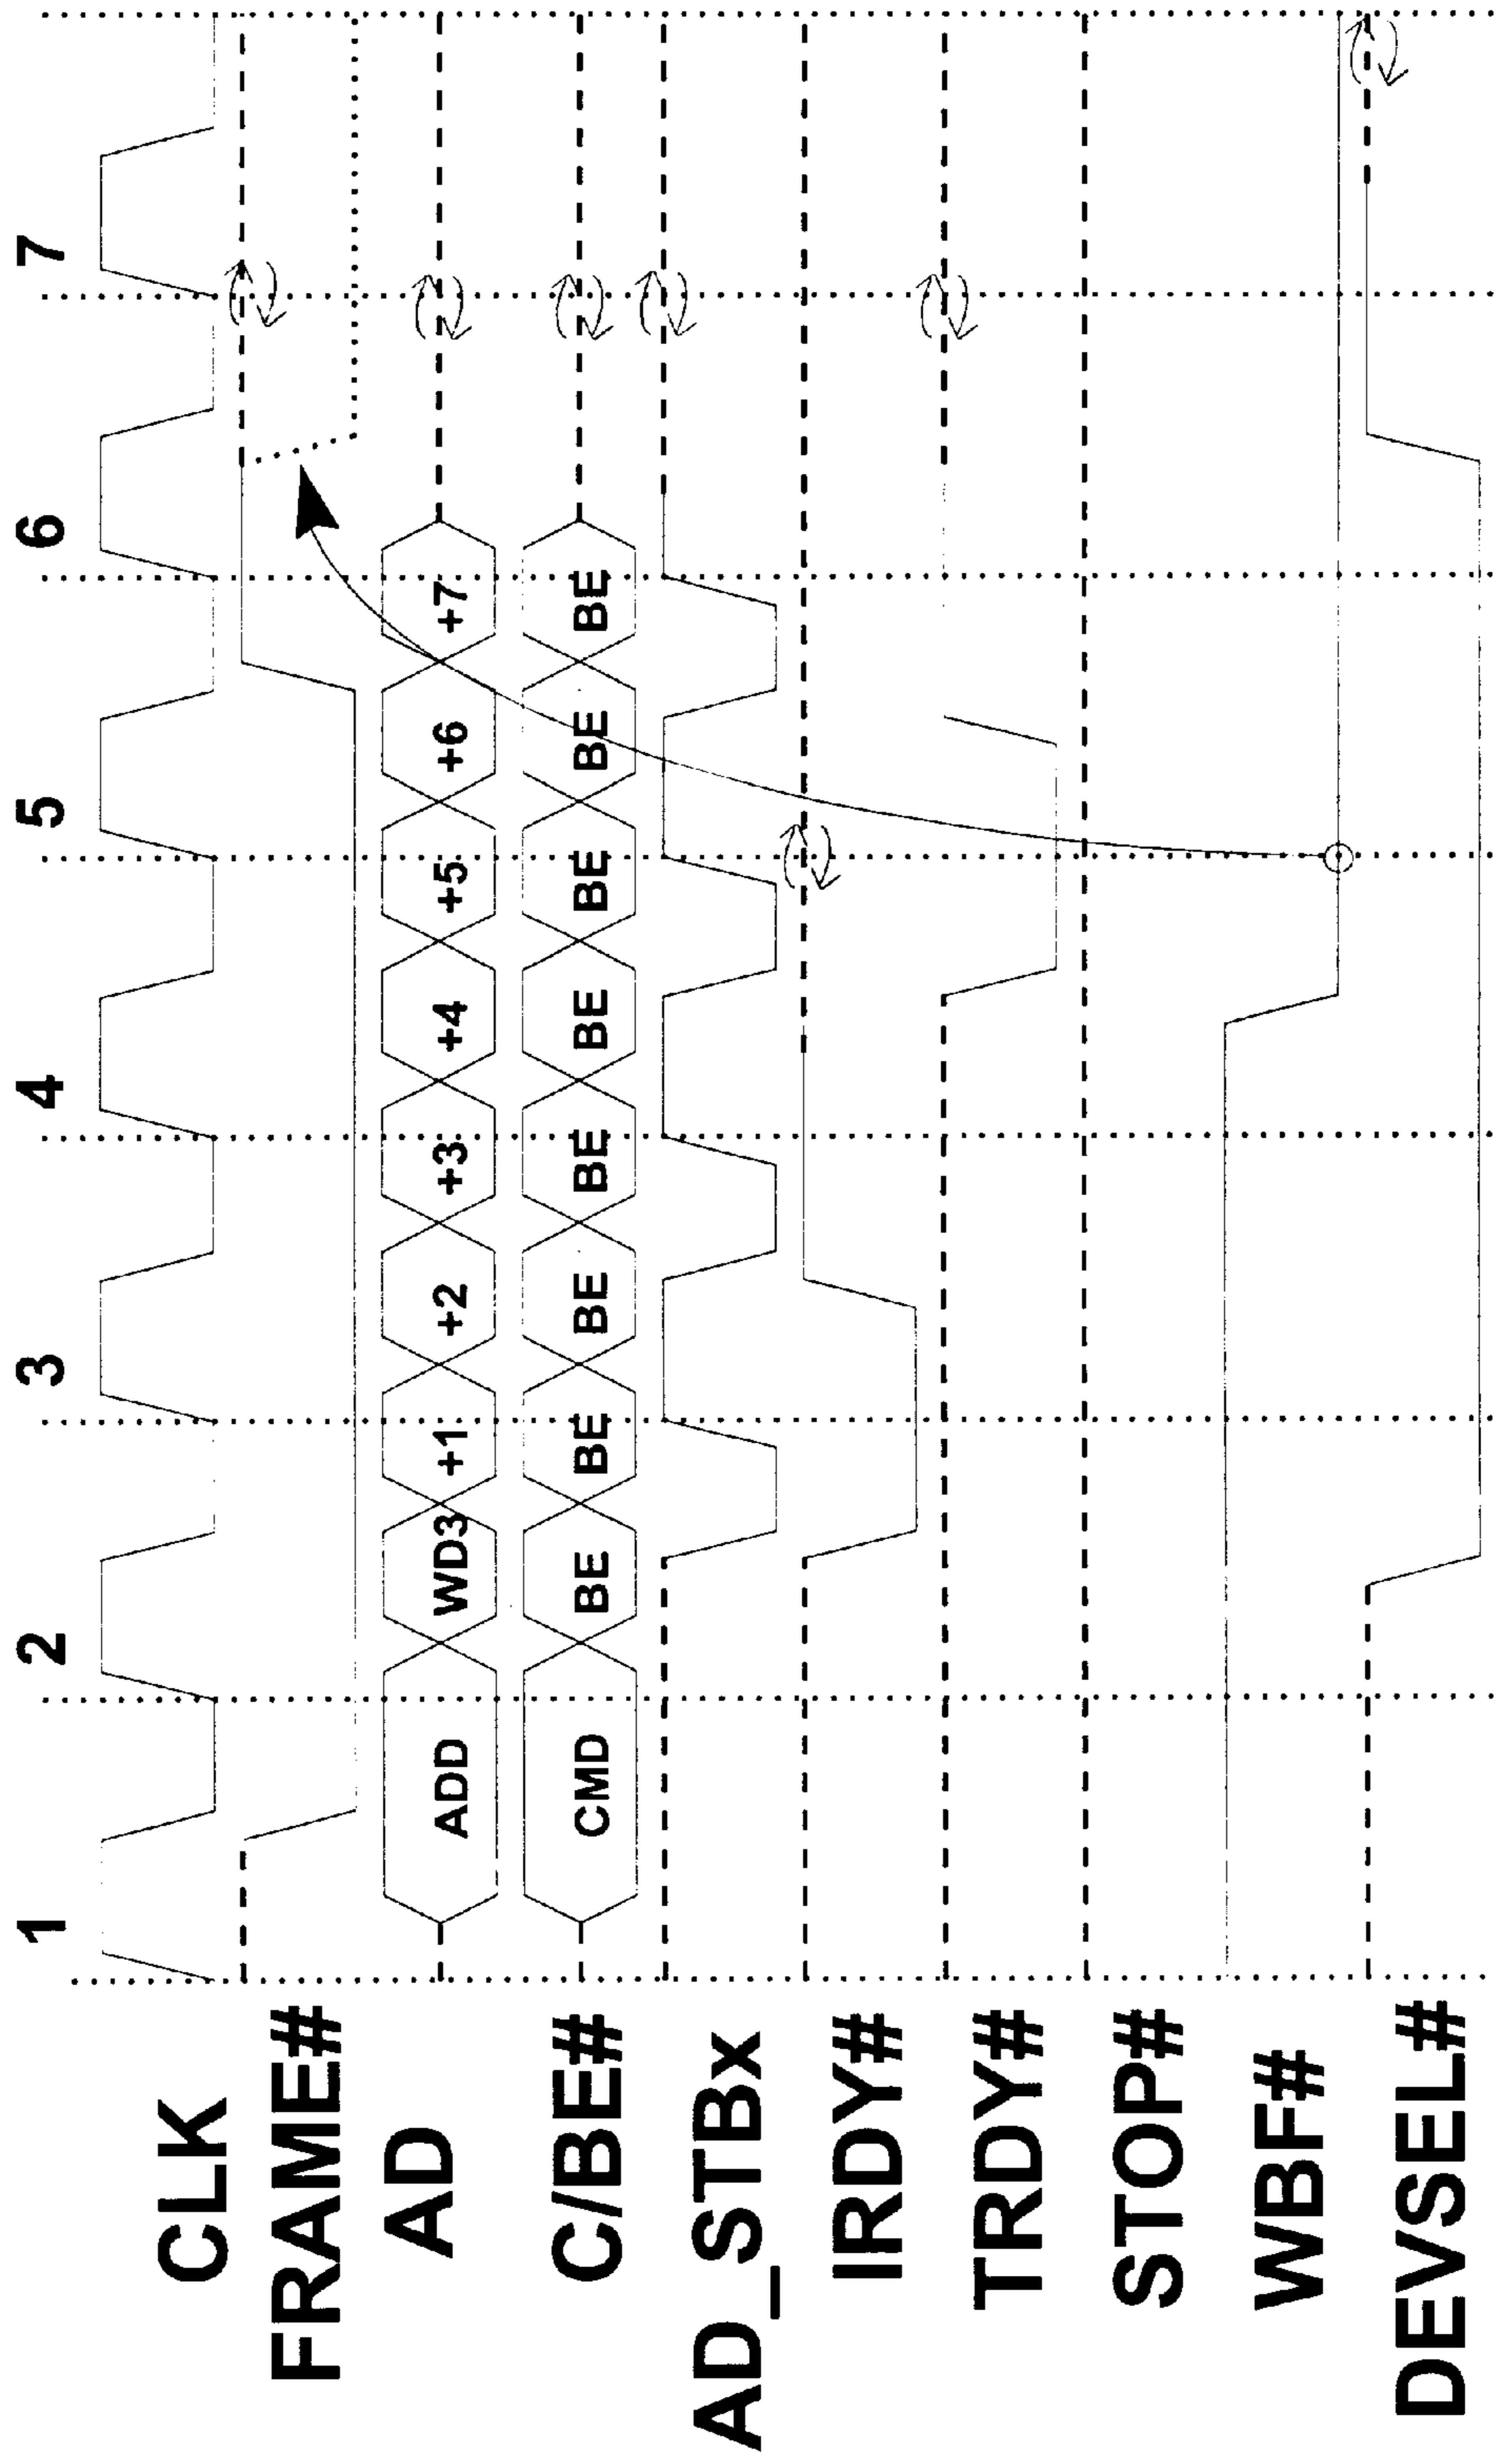 1 2 3 4 5 6 7
CLK
FRAME#
AD ADD WD3 +1 +2 +3 +4 +5 +6 +7
C/BE# CMD BE BE BE BE BE BE BE BE
AD_STBx
IRDY#
TRDY#
STOP#
WBF#
DEVSEL#